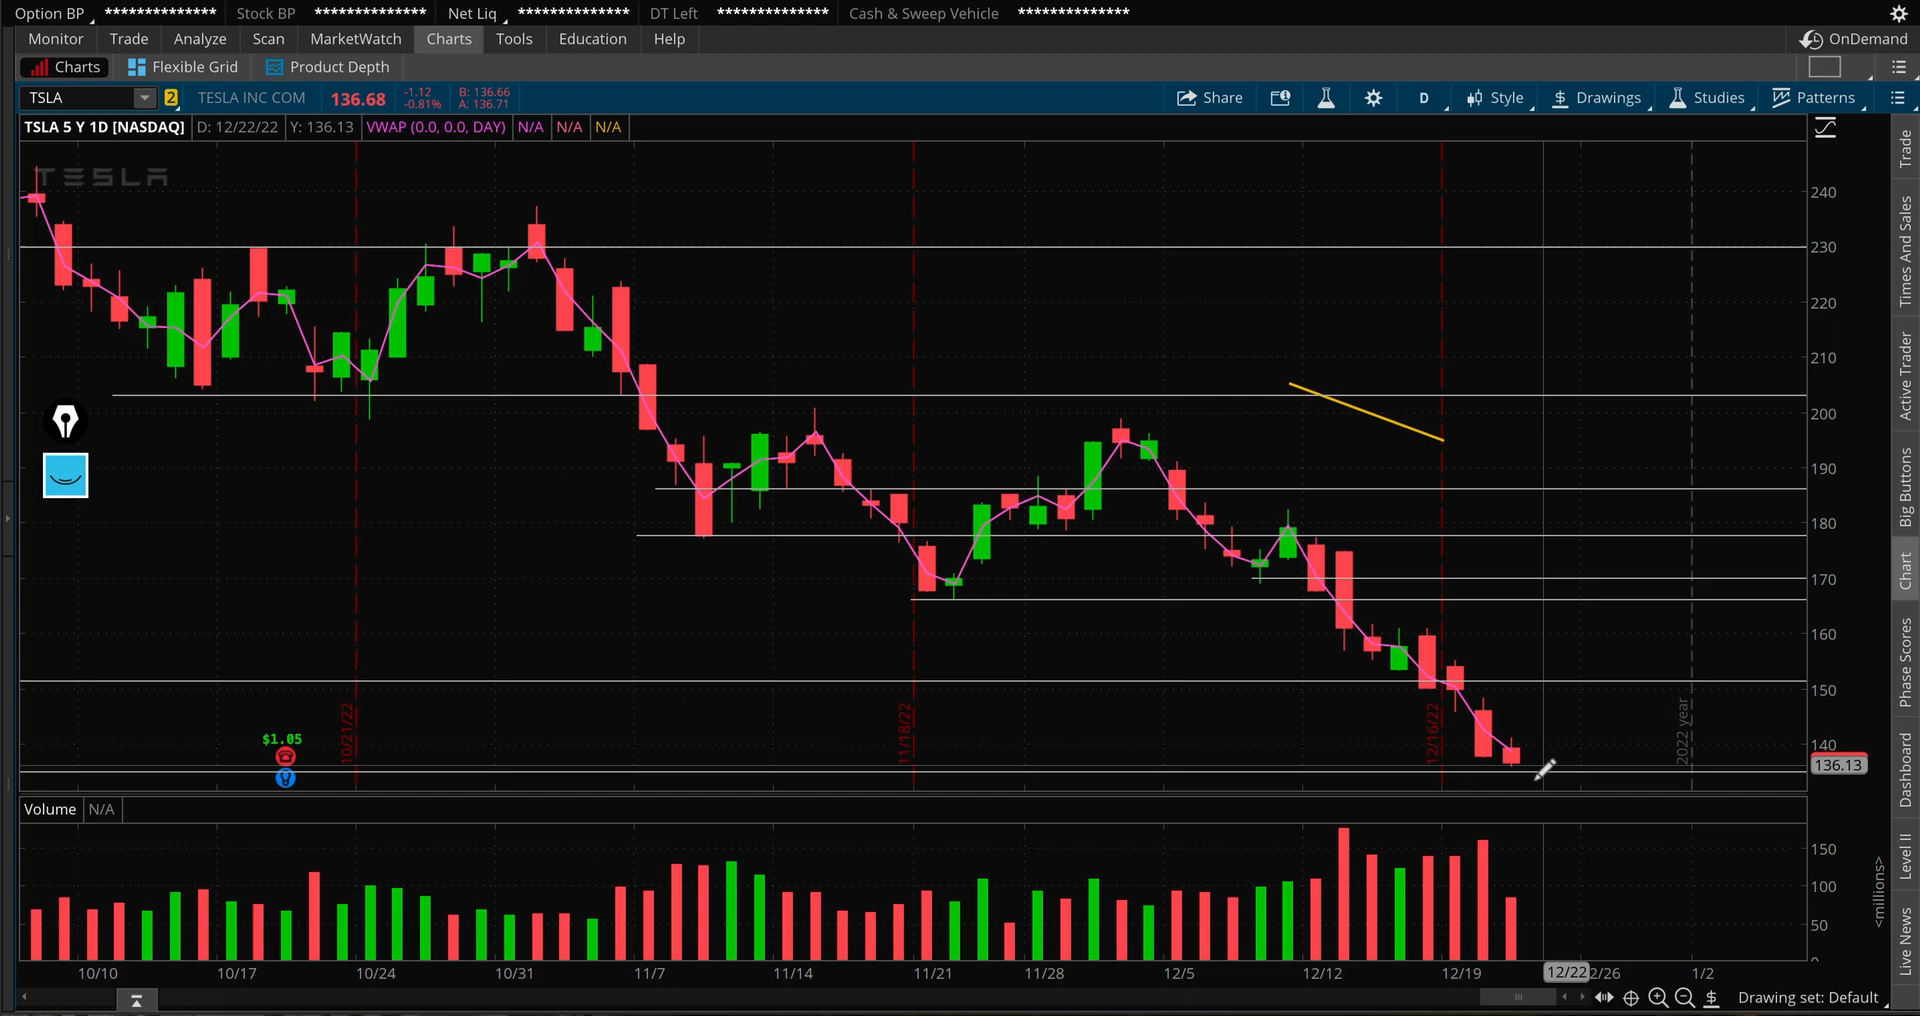 Option BP ************** Stock BP ************** Net Liq ************** DT Left ************** Cash & Sweep Vehicle **************
Monitor Trade Analyze Scan MarketWatch Charts Tools Education Help OnDemand
Charts Flexible Grid Product Depth
TSLA 2 TESLA INC COM 136.68 -1.12 -0.81% B: 136.66 A: 136.71 Share D Style Drawings Studies Patterns
TSLA 5 Y 1D [NASDAQ] D: 12/22/22 Y: 136.13 VWAP (0.0, 0.0, DAY) N/A N/A N/A
TESLA
240
230
220
210
200
190
180
170
160
150
140
136.13
10/21/22
11/18/22
12/16/22
2022 year
$1.05
Volume N/A
150
100
50
0
<millions>
10/10 10/17 10/24 10/31 11/7 11/14 11/21 11/28 12/5 12/12 12/19 12/22 2/26 1/2
Drawing set: Default
Trade
Times And Sales
Active Trader
Big Buttons
Chart
Phase Scores
Dashboard
Level II
Live News